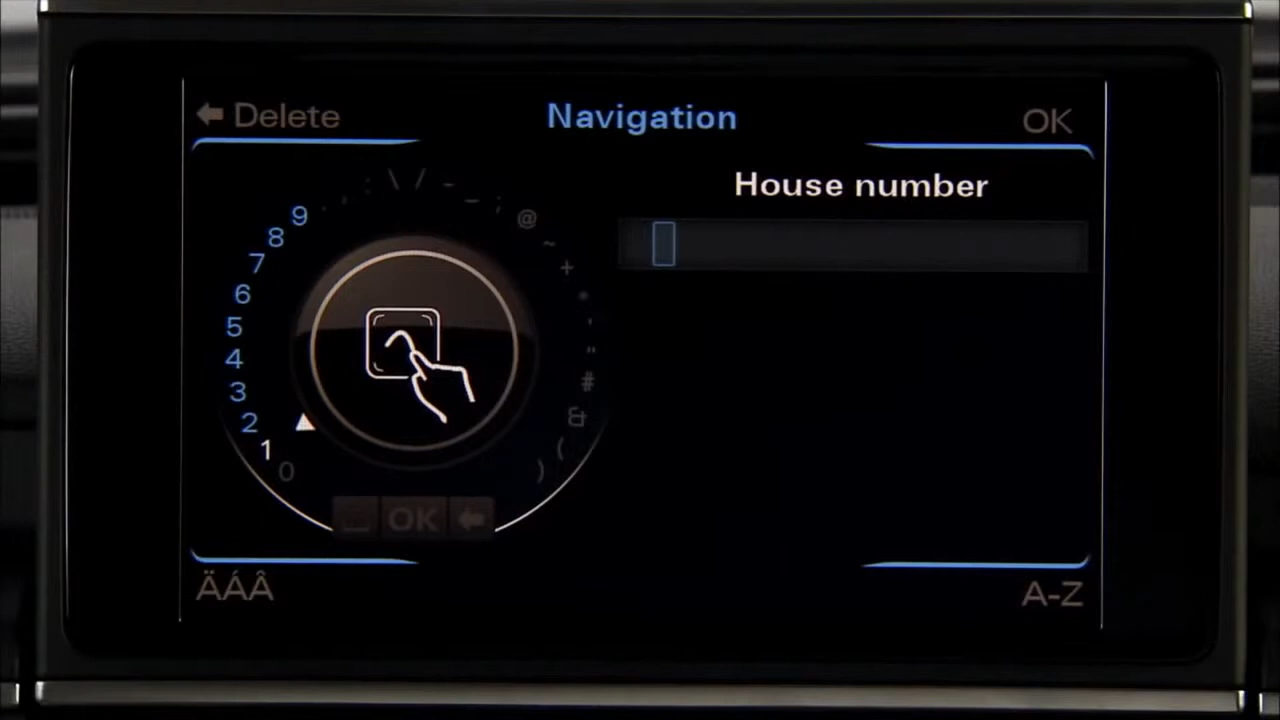 Delete
Navigation
OK
House number
9
8
7
6
5
4
3
2
1
0
: \ / - _ ;
@
~
+
"
#
&
(
)
OK
ÄÁÂ
A-Z